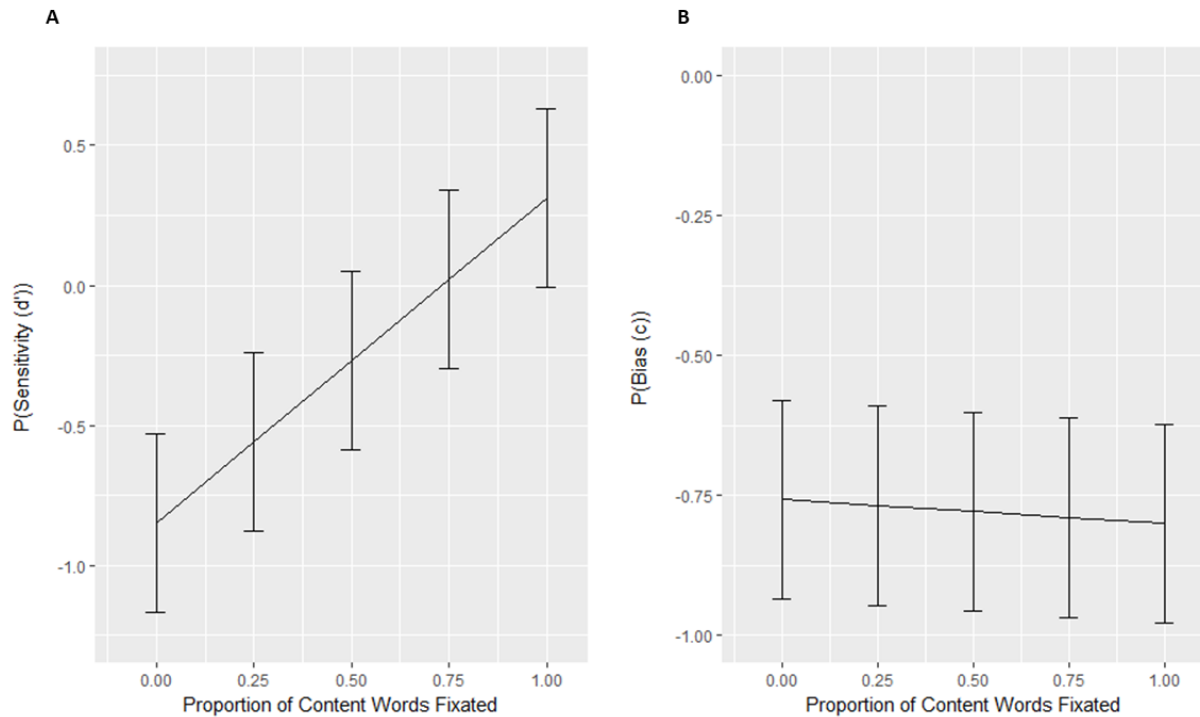 A
P(Sensitivity (d'))
0.5
0.0
-0.5
-1.0
0.00 0.25 0.50 0.75 1.00
Proportion of Content Words Fixated
B
P(Bias (c))
0.00
-0.25
-0.50
-0.75
-1.00
0.00 0.25 0.50 0.75 1.00
Proportion of Content Words Fixated